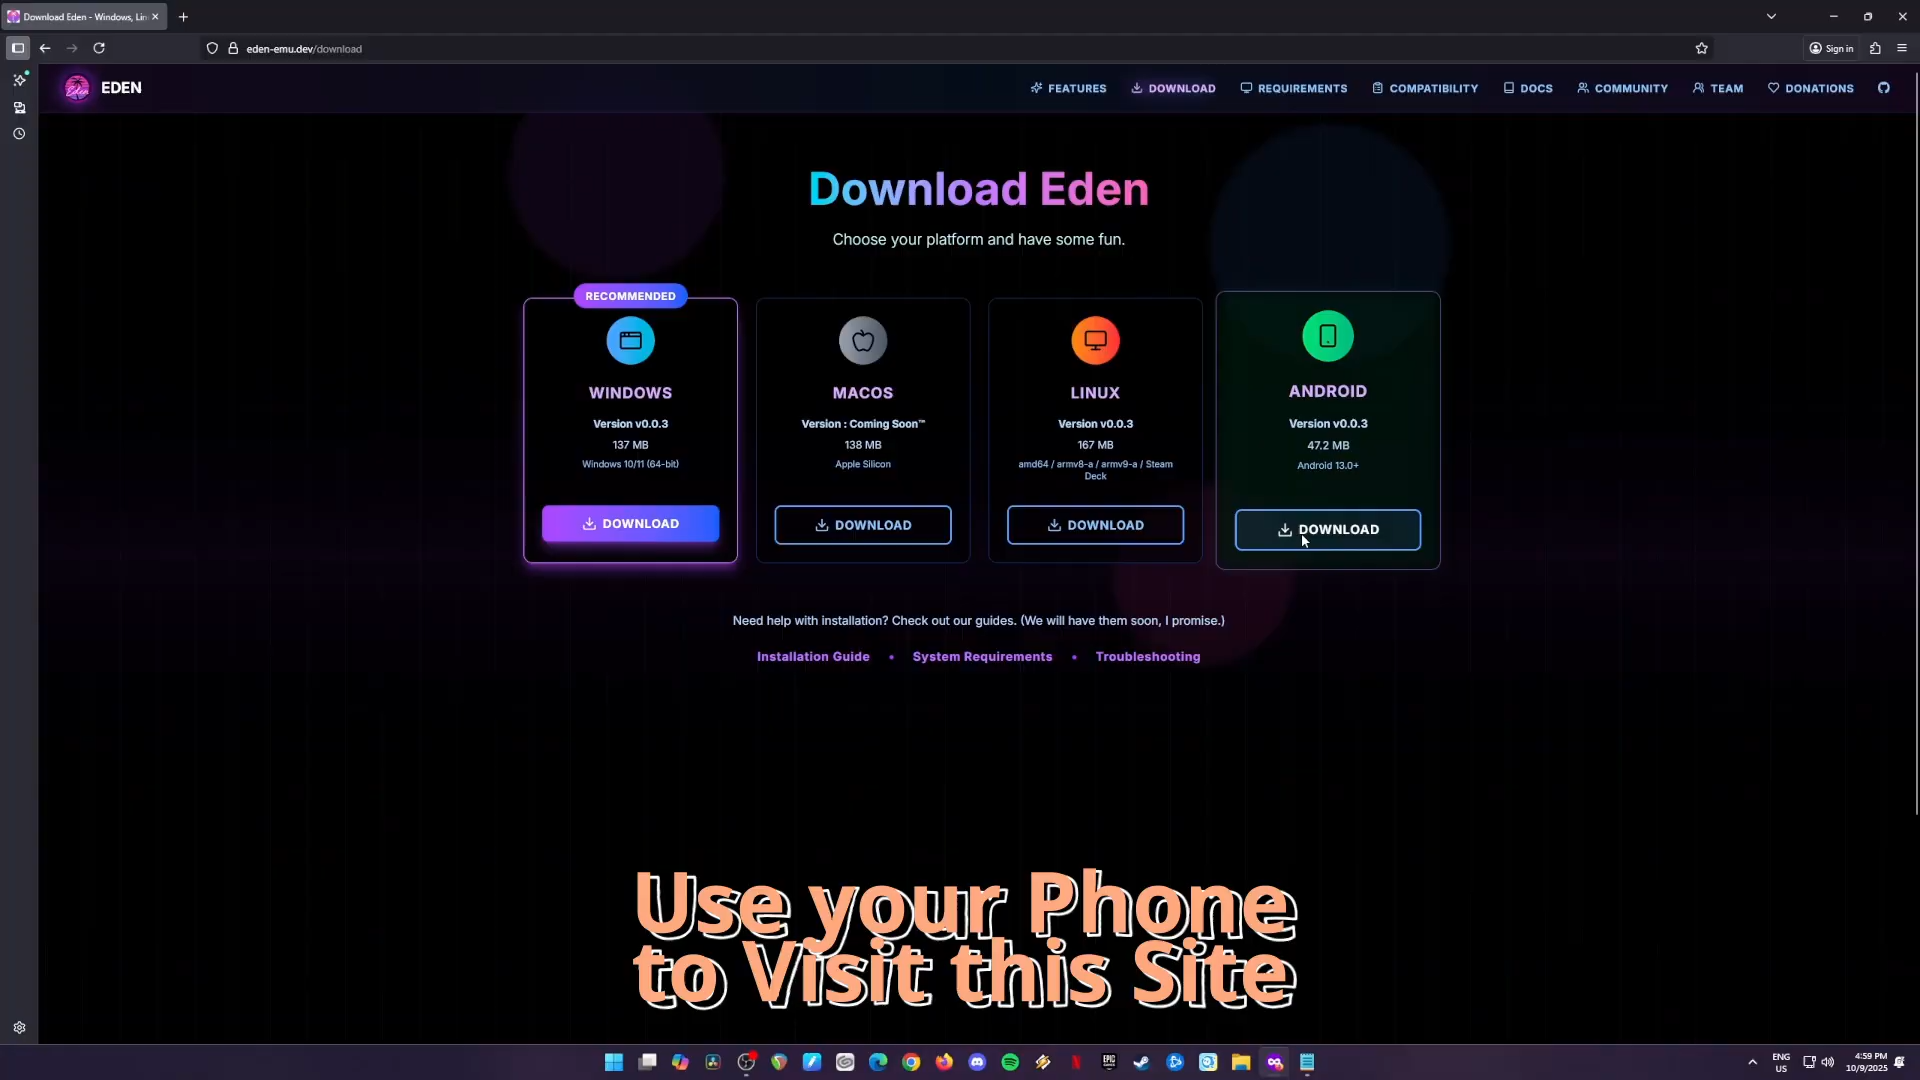 Download Eden - Windows, Lin
eden-emu.dev/download
Sign in
EDEN
FEATURES
DOWNLOAD
REQUIREMENTS
COMPATIBILITY
DOCS
COMMUNITY
TEAM
DONATIONS
Download Eden
Choose your platform and have some fun.
RECOMMENDED
WINDOWS
Version v0.0.3
137 MB
Windows 10/11 (64-bit)
DOWNLOAD
MACOS
Version : Coming Soon™
138 MB
Apple Silicon
DOWNLOAD
LINUX
Version v0.0.3
167 MB
amd64 / armv8-a / armv9-a / Steam
Deck
DOWNLOAD
ANDROID
Version v0.0.3
47.2 MB
Android 13.0+
DOWNLOAD
Need help with installation? Check out our guides. (We will have them soon, I promise.)
Installation Guide • System Requirements • Troubleshooting
Use your Phone
to Visit this Site
ENG
US
4:59 PM
10/9/2025